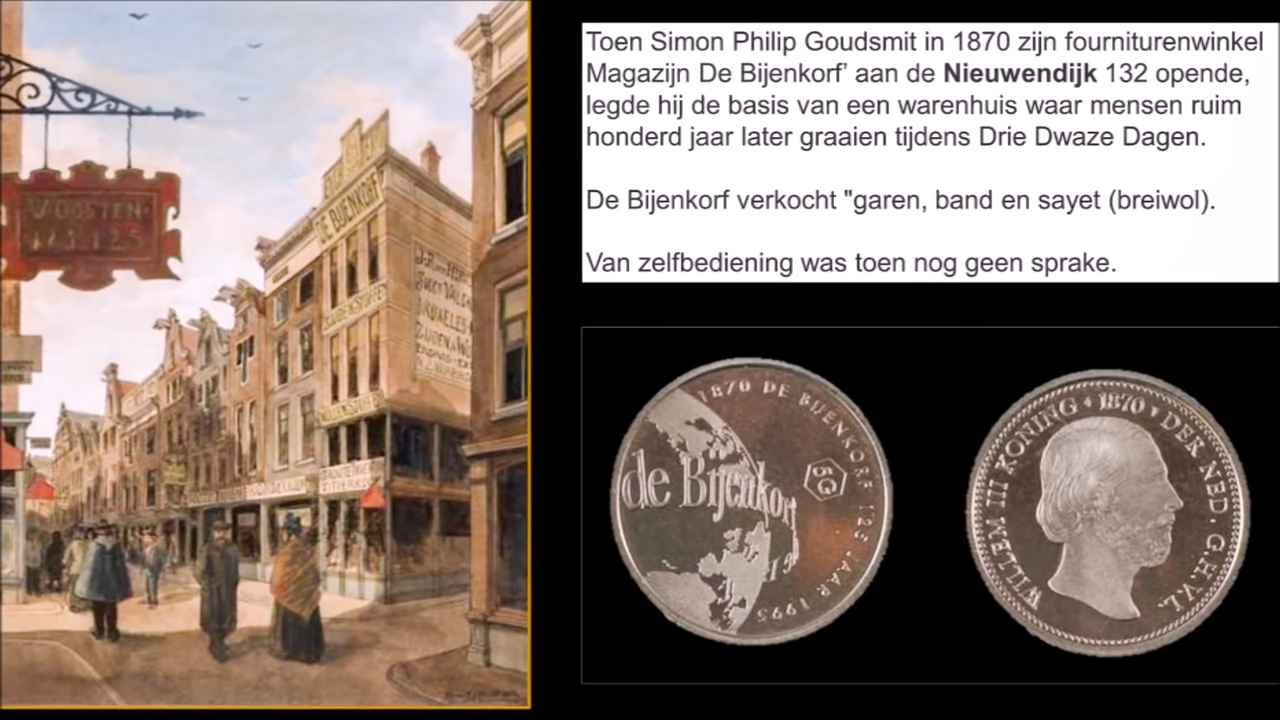 DE BIJENKORF
Toen Simon Philip Goudsmit in 1870 zijn fourniturenwinkel
Magazijn De Bijenkorf’ aan de Nieuwendijk 132 opende,
legde hij de basis van een warenhuis waar mensen ruim
honderd jaar later graaien tijdens Drie Dwaze Dagen.
De Bijenkorf verkocht "garen, band en sayet (breiwol).
Van zelfbediening was toen nog geen sprake.
1870 DE BIJENKORF 125 JAAR 1995
de Bijenkorf
6G
WILLEM III KONING • 1870 • DER NED. G.H.V.L.